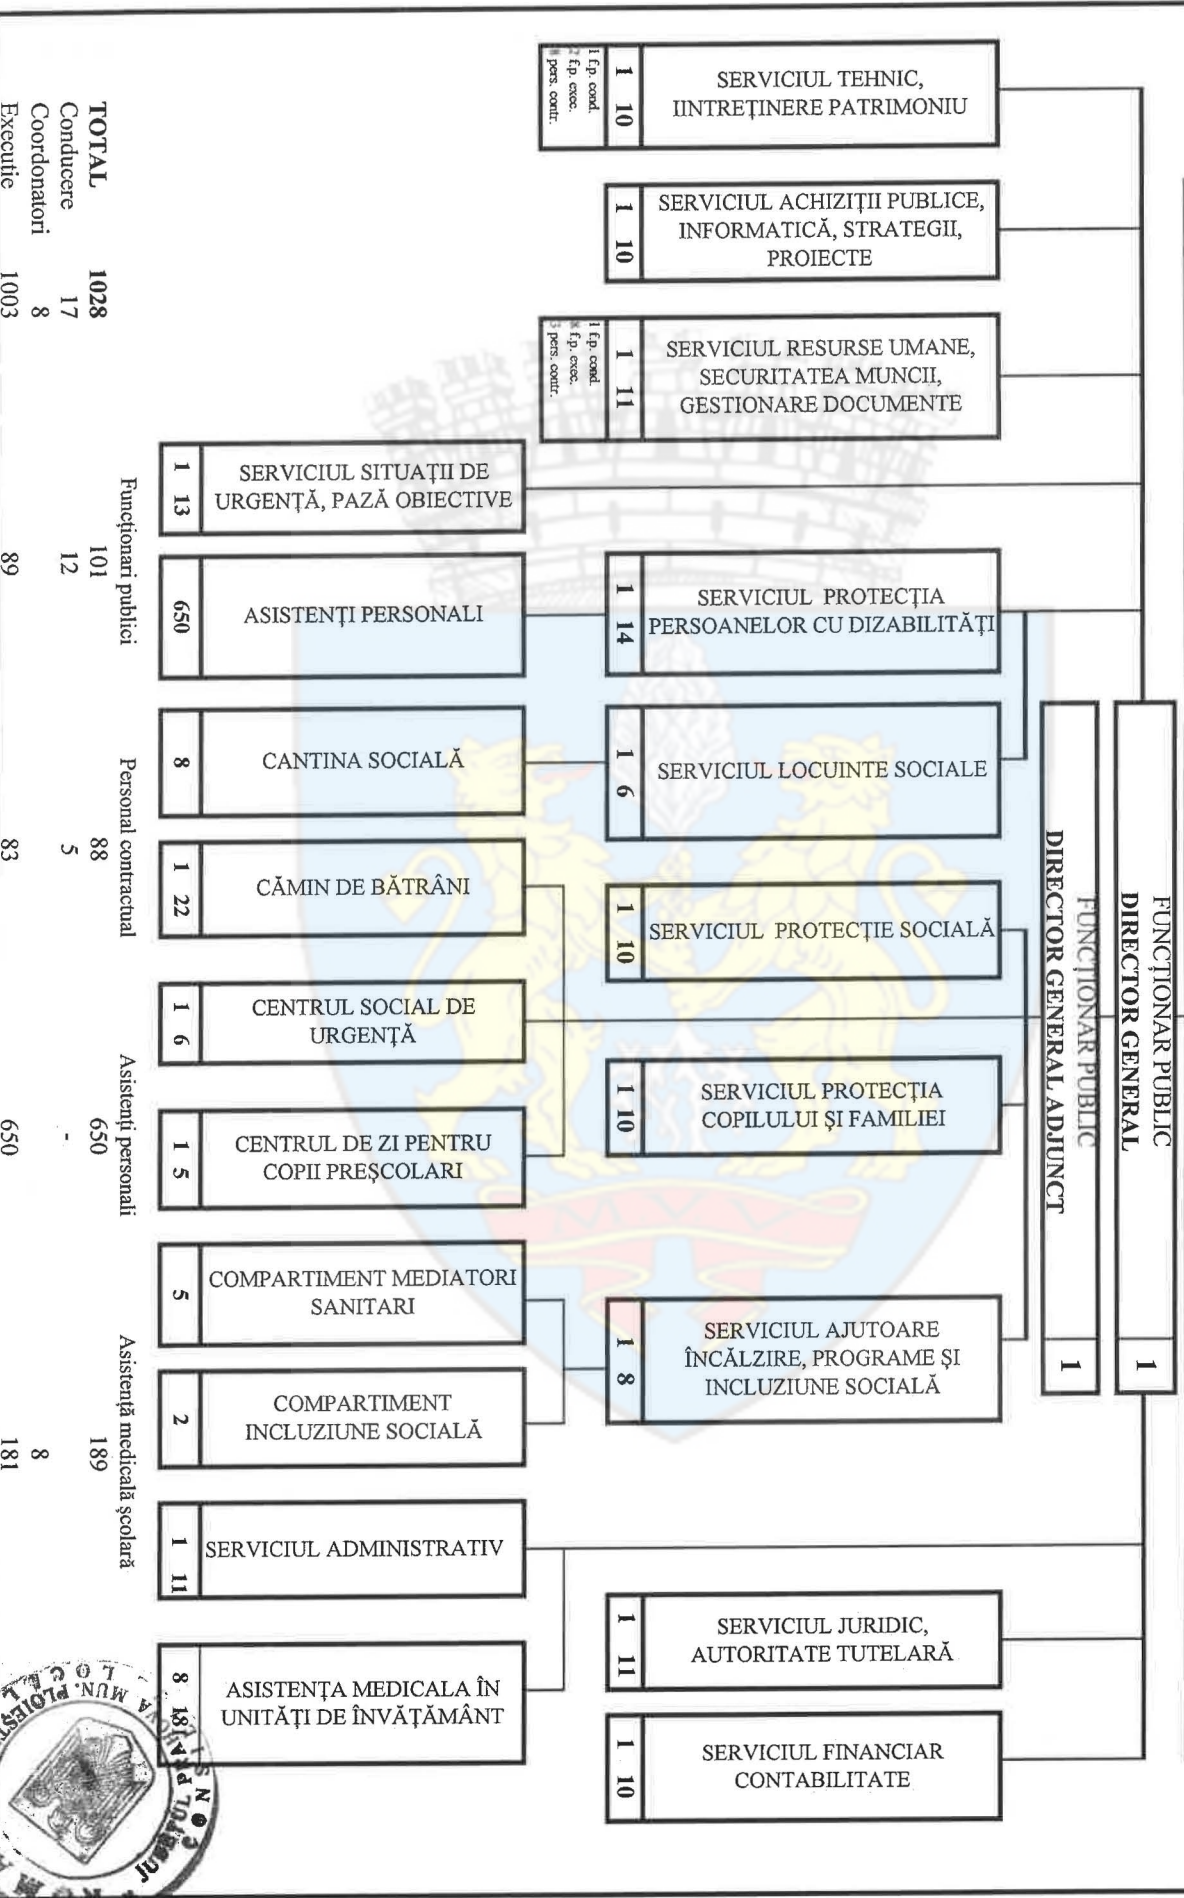 FUNCȚIONAR PUBLIC
DIRECTOR GENERAL
1
FUNCȚIONAR PUBLIC
DIRECTOR GENERAL ADJUNCT
1
SERVICIUL TEHNIC,
IINTREȚINERE PATRIMONIU
1 10
1 f.p. cond.
f.p. exec.
8 pers. contr.
SERVICIUL ACHIZIȚII PUBLICE,
INFORMATICĂ, STRATEGII,
PROIECTE
1 10
SERVICIUL RESURSE UMANE,
SECURITATEA MUNCII,
GESTIONARE DOCUMENTE
1 11
1 f.p. cond.
8 f.p. exec.
3 pers. contr.
SERVICIUL SITUAȚII DE
URGENȚĂ, PAZĂ OBIECTIVE
1 13
SERVICIUL PROTECȚIA
PERSOANELOR CU DIZABILITĂȚI
1 14
ASISTENȚI PERSONALI
650
SERVICIUL LOCUINTE SOCIALE
1 6
CANTINA SOCIALĂ
8
CĂMIN DE BĂTRÂNI
1 22
SERVICIUL PROTECȚIE SOCIALĂ
1 10
CENTRUL SOCIAL DE
URGENȚĂ
1 6
SERVICIUL PROTECȚIA
COPILULUI ȘI FAMILIEI
1 10
CENTRUL DE ZI PENTRU
COPII PREȘCOLARI
1 5
COMPARTIMENT MEDIATORI
SANITARI
5
SERVICIUL AJUTOARE
ÎNCĂLZIRE, PROGRAME ȘI
INCLUZIUNE SOCIALĂ
1 8
COMPARTIMENT
INCLUZIUNE SOCIALĂ
2
SERVICIUL ADMINISTRATIV
1 11
SERVICIUL JURIDIC,
AUTORITATE TUTELARĂ
1 11
ASISTENȚA MEDICALA ÎN
UNITĂȚI DE ÎNVĂȚĂMÂNT
8 181
SERVICIUL FINANCIAR
CONTABILITATE
1 10
Funcționari publici Personal contractual Asistenți personali Asistență medicală școlară
TOTAL 1028 101 88 650 189
Conducere 17 12 5 -
Coordonatori 8 8
Executie 1003 89 83 650 181
JUDEȚUL PRAHOVA MUN. PLOIEȘTI